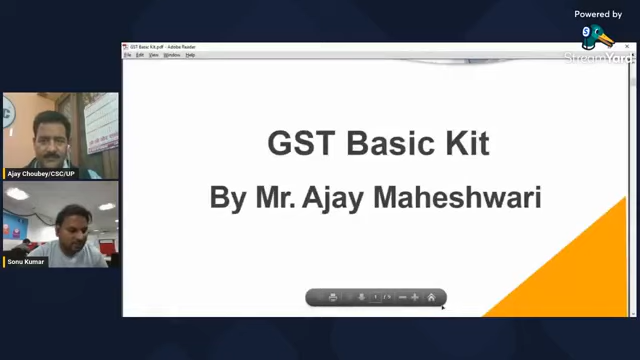 Powered by
StreamYard
GST Basic Kit.pdf - Adobe Reader
File Edit View Window Help
GST Basic Kit
By Mr. Ajay Maheshwari
Ajay Choubey/CSC/UP
Sonu Kumar